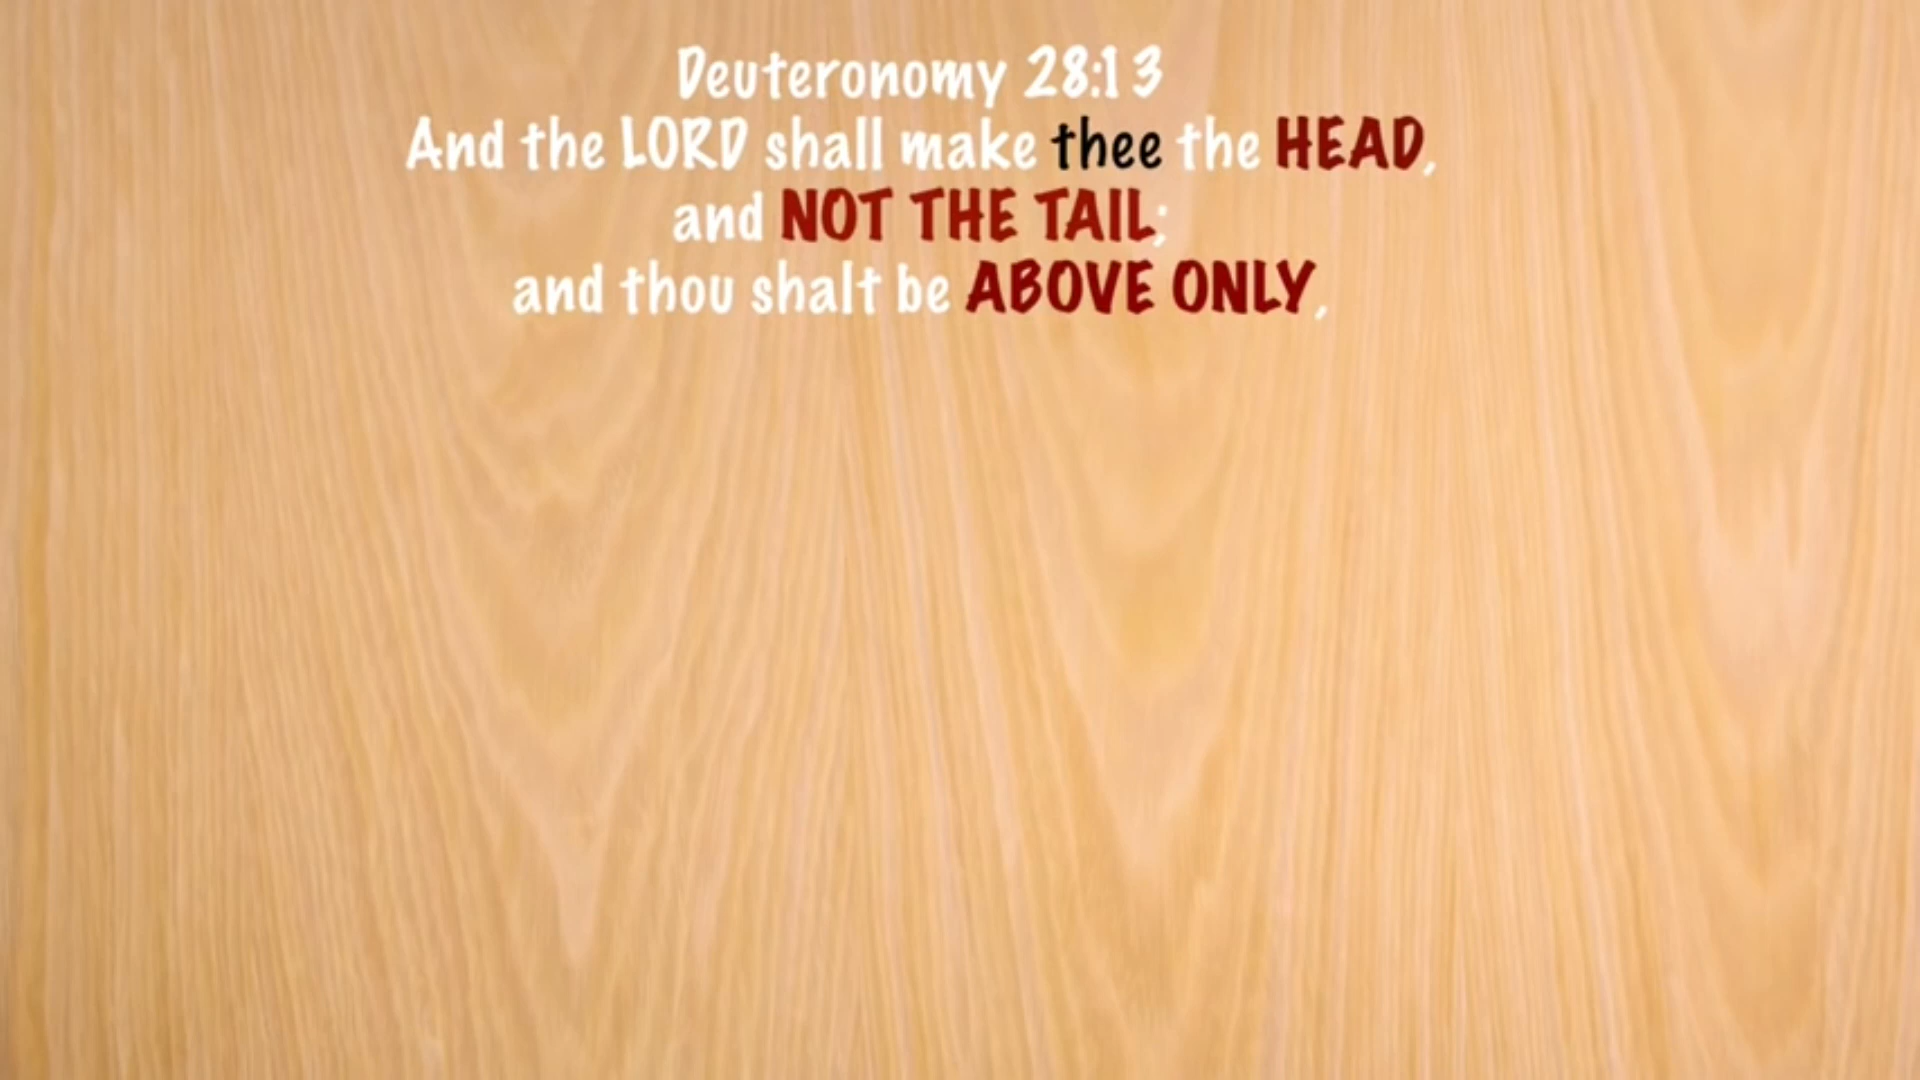 Deuteronomy 28:13
And the LORD shall make thee the HEAD,
and NOT THE TAIL;
and thou shalt be ABOVE ONLY,